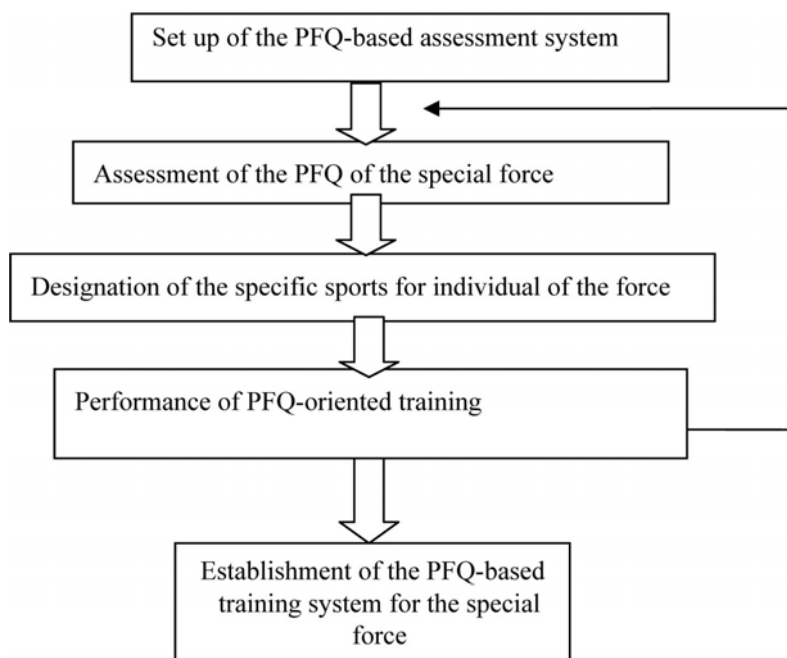 Set up of the PFQ-based assessment system
Assessment of the PFQ of the special force
Designation of the specific sports for individual of the force
Performance of PFQ-oriented training
Establishment of the PFQ-based
training system for the special
force